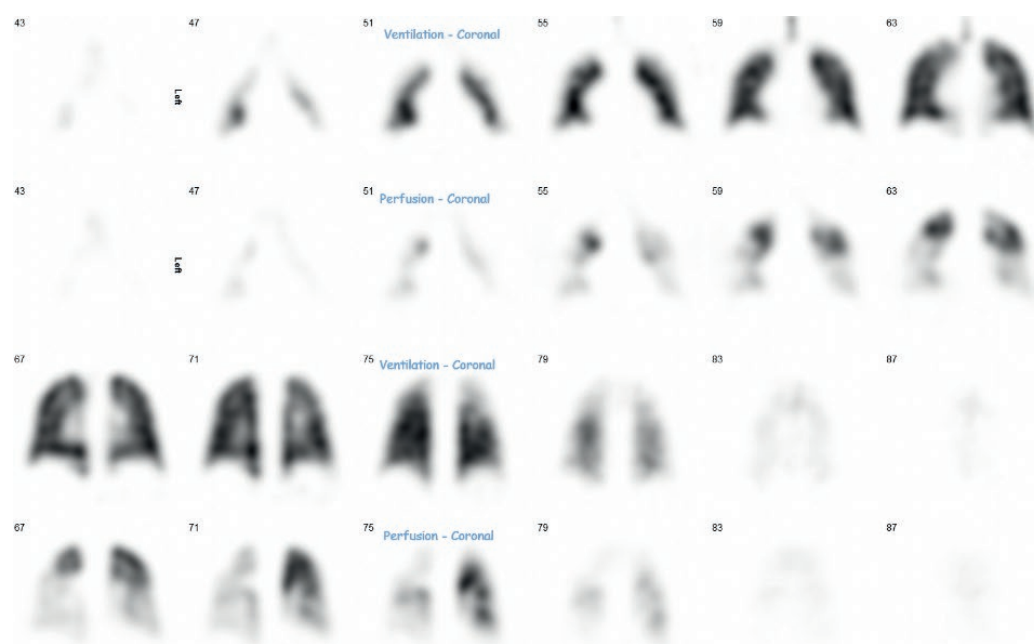 43 47 51 Ventilation - Coronal 55 59 63
Left
43 47 51 Perfusion - Coronal 55 59 63
Left
67 71 75 Ventilation - Coronal 79 83 87
67 71 75 Perfusion - Coronal 79 83 87